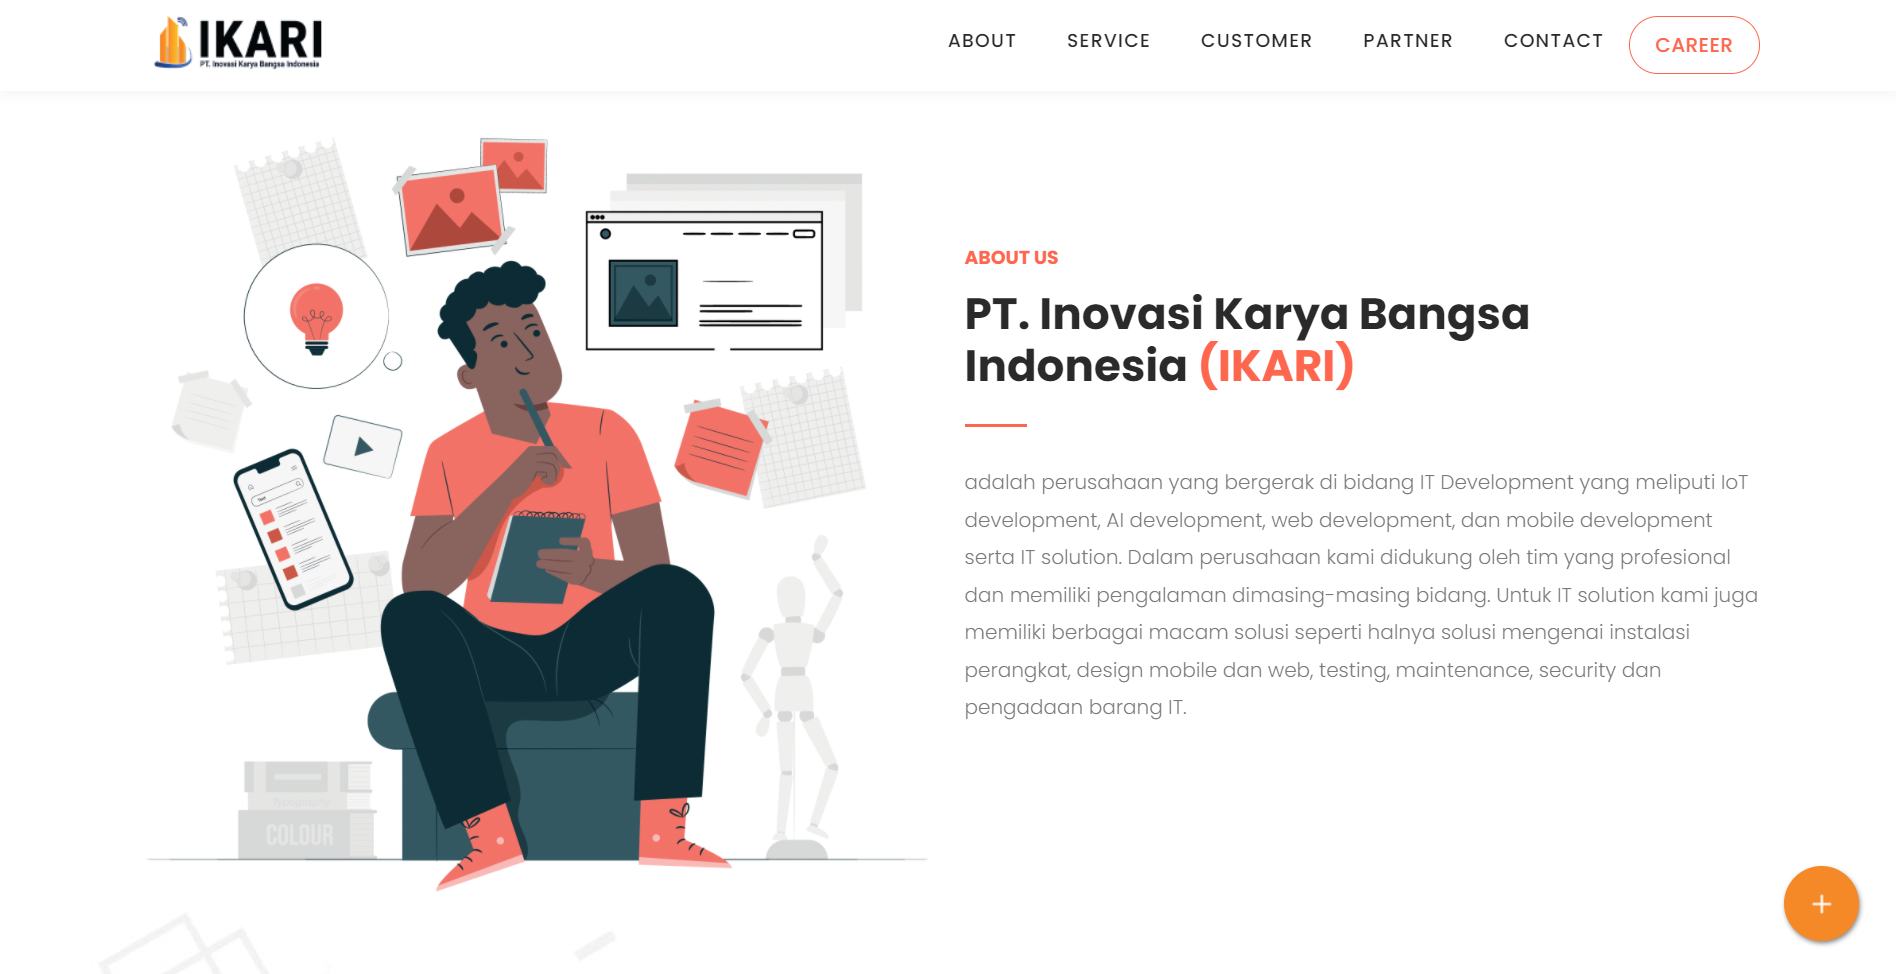 IKARI
PT. Inovasi Karya Bangsa Indonesia
ABOUT
SERVICE
CUSTOMER
PARTNER
CONTACT
CAREER
ABOUT US
PT. Inovasi Karya Bangsa
Indonesia (IKARI)
adalah perusahaan yang bergerak di bidang IT Development yang meliputi IoT
development, AI development, web development, dan mobile development
serta IT solution. Dalam perusahaan kami didukung oleh tim yang profesional
dan memiliki pengalaman dimasing-masing bidang. Untuk IT solution kami juga
memiliki berbagai macam solusi seperti halnya solusi mengenai instalasi
perangkat, design mobile dan web, testing, maintenance, security dan
pengadaan barang IT.
Text
Typography
COLOUR
+